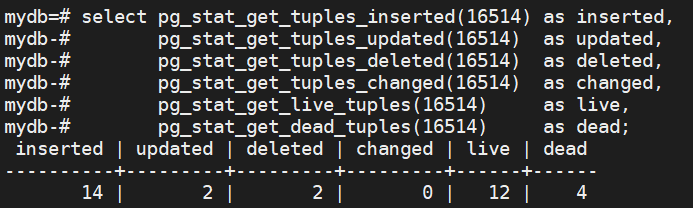 mydb=# select pg_stat_get_tuples_inserted(16514) as inserted,
mydb-#        pg_stat_get_tuples_updated(16514)  as updated,
mydb-#        pg_stat_get_tuples_deleted(16514)  as deleted,
mydb-#        pg_stat_get_tuples_changed(16514)  as changed,
mydb-#        pg_stat_get_live_tuples(16514)     as live,
mydb-#        pg_stat_get_dead_tuples(16514)     as dead;
 inserted | updated | deleted | changed | live | dead
----------+---------+---------+---------+------+------
       14 |       2 |       2 |       0 |   12 |    4